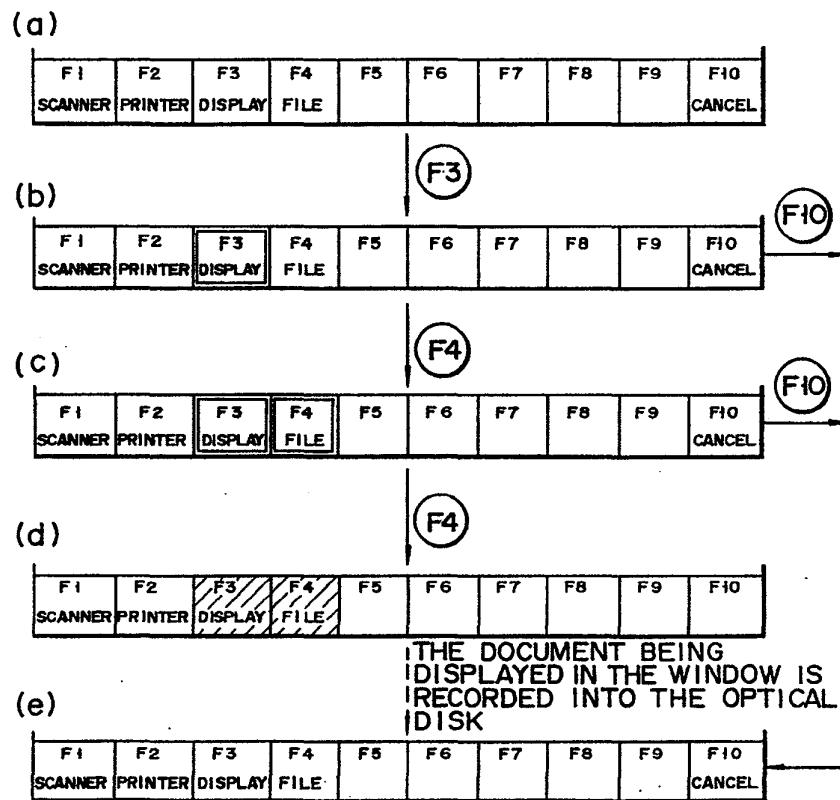 (a)
F1 F2 F3 F4 F5 F6 F7 F8 F9 F10
SCANNER PRINTER DISPLAY FILE CANCEL
F3
(b)
F10
F1 F2 F3 F4 F5 F6 F7 F8 F9 F10
SCANNER PRINTER DISPLAY FILE CANCEL
F4
(c)
F10
F1 F2 F3 F4 F5 F6 F7 F8 F9 F10
SCANNER PRINTER DISPLAY FILE CANCEL
F4
(d)
F1 F2 F3 F4 F5 F6 F7 F8 F9 F10
SCANNER PRINTER DISPLAY FILE
THE DOCUMENT BEING
DISPLAYED IN THE WINDOW IS
RECORDED INTO THE OPTICAL
DISK
(e)
F1 F2 F3 F4 F5 F6 F7 F8 F9 F10
SCANNER PRINTER DISPLAY FILE CANCEL